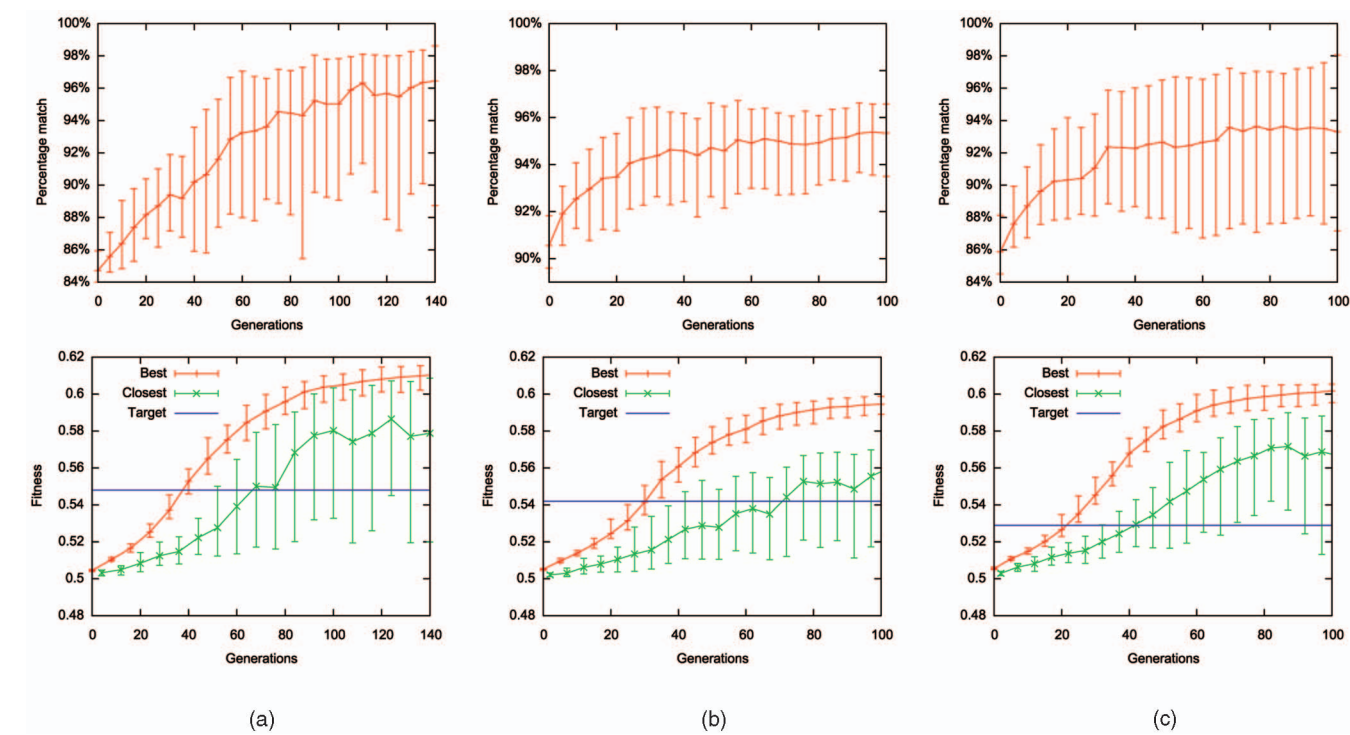 100%
98%
96%
94%
92%
90%
88%
86%
84%
Percentage match
0 20 40 60 80 100 120 140
Generations
100%
98%
96%
94%
92%
90%
Percentage match
0 20 40 60 80 100
Generations
100%
98%
96%
94%
92%
90%
88%
86%
84%
Percentage match
0 20 40 60 80 100
Generations
0.62
0.6
0.58
0.56
0.54
0.52
0.5
0.48
Fitness
Best
Closest
Target
0 20 40 60 80 100 120 140
Generations
0.62
0.6
0.58
0.56
0.54
0.52
0.5
0.48
Fitness
Best
Closest
Target
0 20 40 60 80 100
Generations
0.62
0.6
0.58
0.56
0.54
0.52
0.5
0.48
Fitness
Best
Closest
Target
0 20 40 60 80 100
Generations
(a) (b) (c)